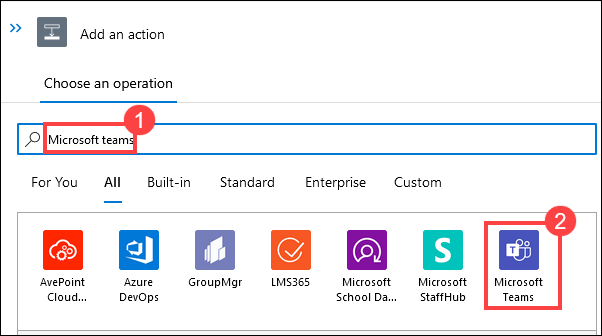 Add an action
Choose an operation
1
Microsoft teams
For You All Built-in Standard Enterprise Custom
2
AvePoint Cloud...
Azure DevOps
GroupMgr
LMS365
Microsoft School Da...
Microsoft StaffHub
Microsoft Teams